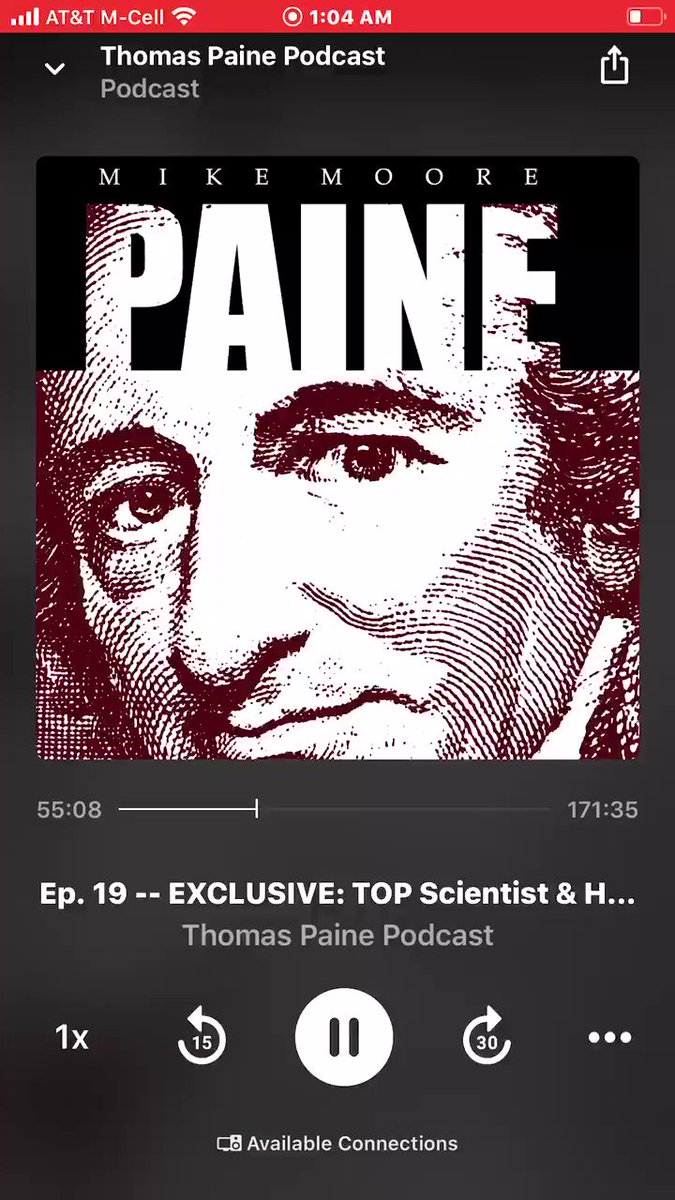 AT&T M-Cell 1:04 AM
Thomas Paine Podcast
Podcast
MIKE MOORE
PAINE
55:08 171:35
Ep. 19 -- EXCLUSIVE: TOP Scientist & H...
Thomas Paine Podcast
1x 15 30
Available Connections